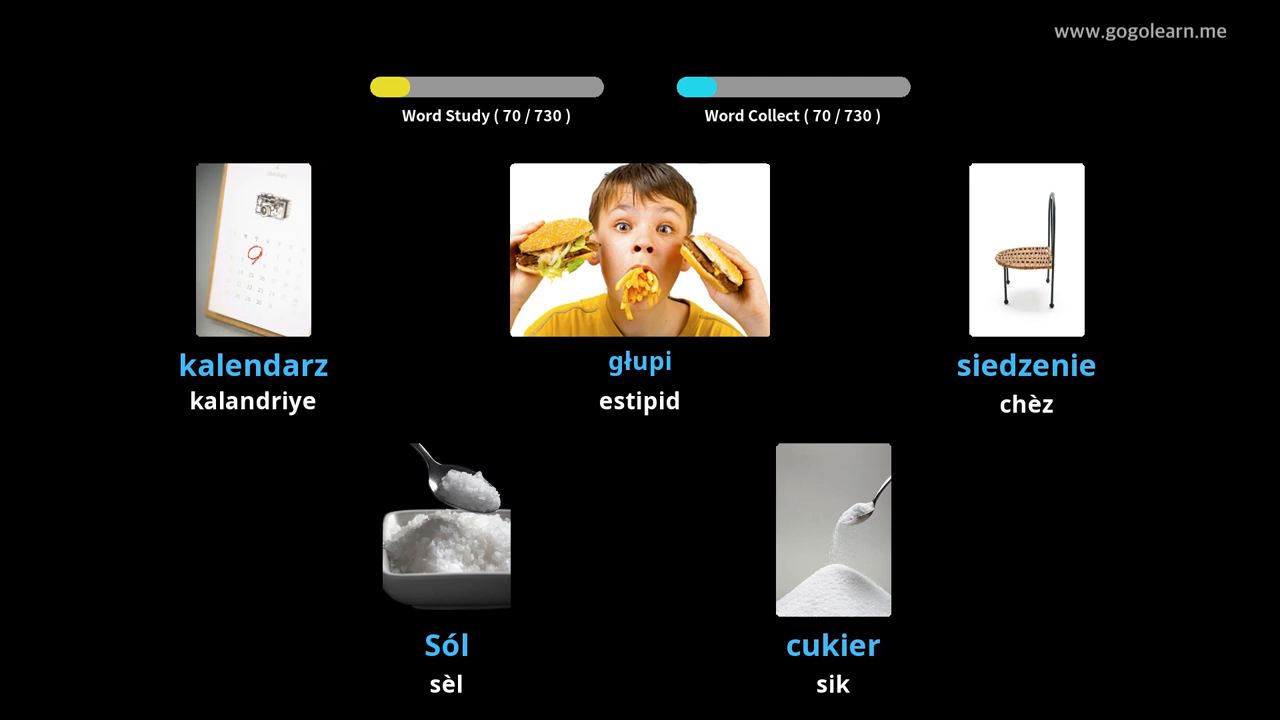 www.gogolearn.me
Word Study ( 70 / 730 )
Word Collect ( 70 / 730 )
kalendarz
kalandriye
głupi
estipid
siedzenie
chèz
Sól
sèl
cukier
sik